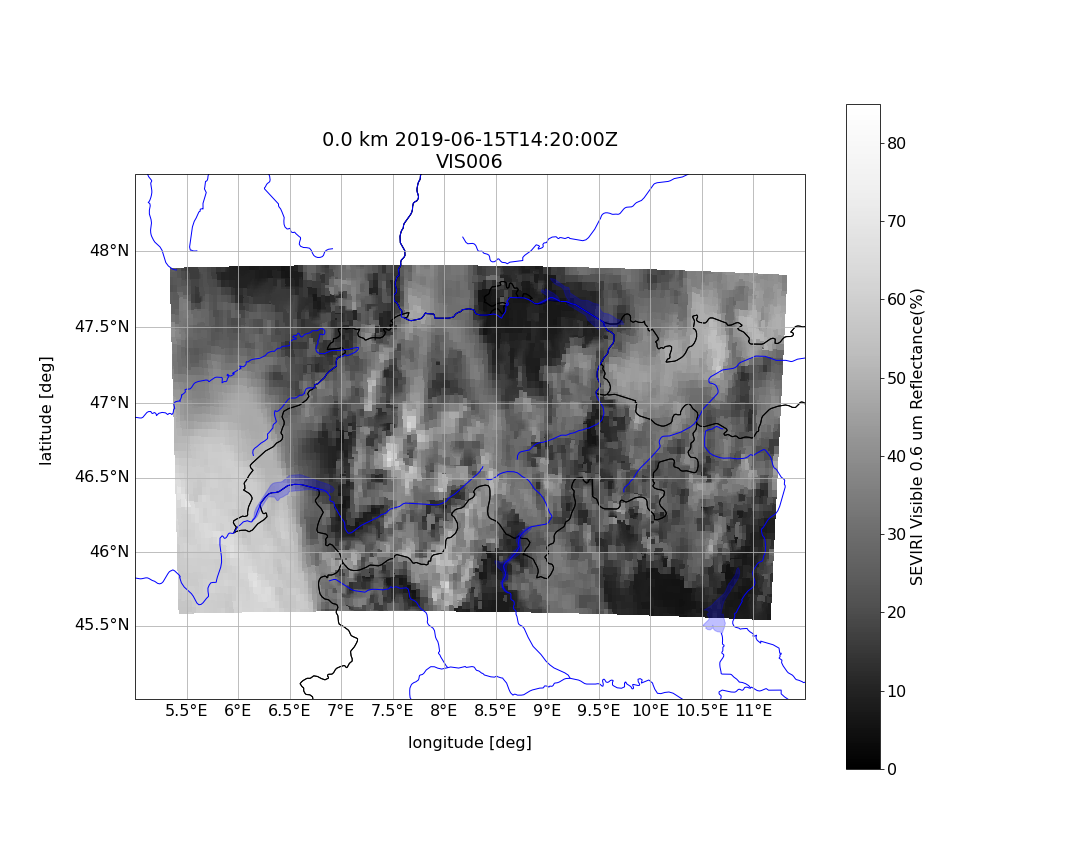 0.0 km 2019-06-15T14:20:00Z
VIS006
48°N
47.5°N
47°N
46.5°N
46°N
45.5°N
latitude [deg]
5.5°E 6°E 6.5°E 7°E 7.5°E 8°E 8.5°E 9°E 9.5°E 10°E 10.5°E 11°E
longitude [deg]
80
70
60
50
40
30
20
10
0
SEVIRI Visible 0.6 um Reflectance(%)